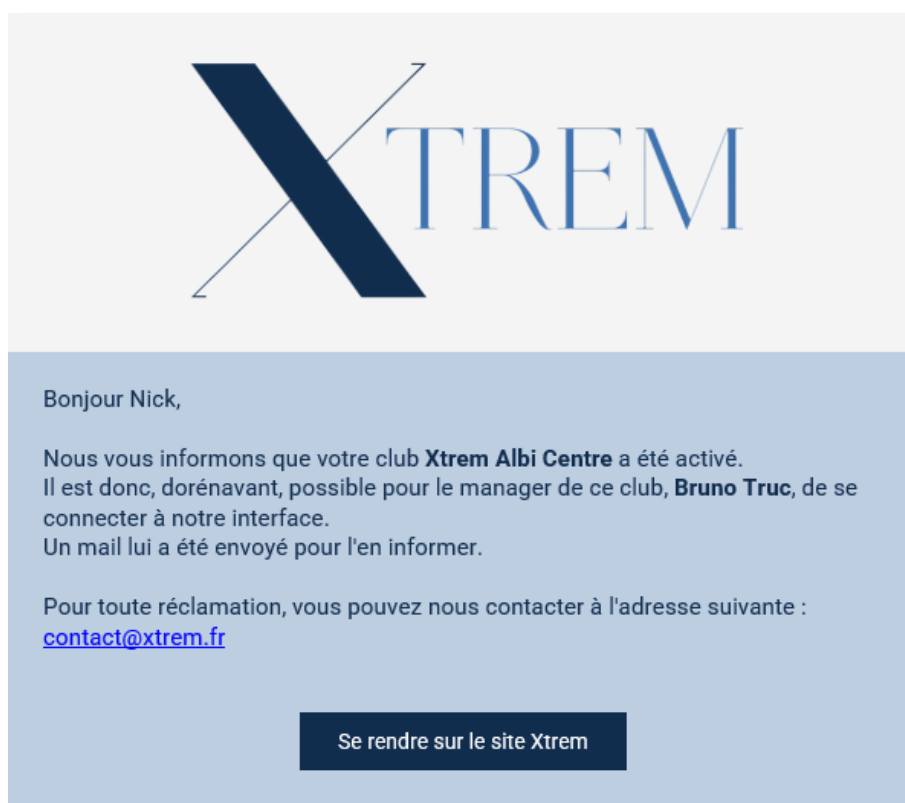 XTREM
Bonjour Nick,
Nous vous informons que votre club Xtrem Albi Centre a été activé.
Il est donc, dorénavant, possible pour le manager de ce club, Bruno Truc, de se
connecter à notre interface.
Un mail lui a été envoyé pour l'en informer.
Pour toute réclamation, vous pouvez nous contacter à l'adresse suivante :
contact@xtrem.fr
Se rendre sur le site Xtrem